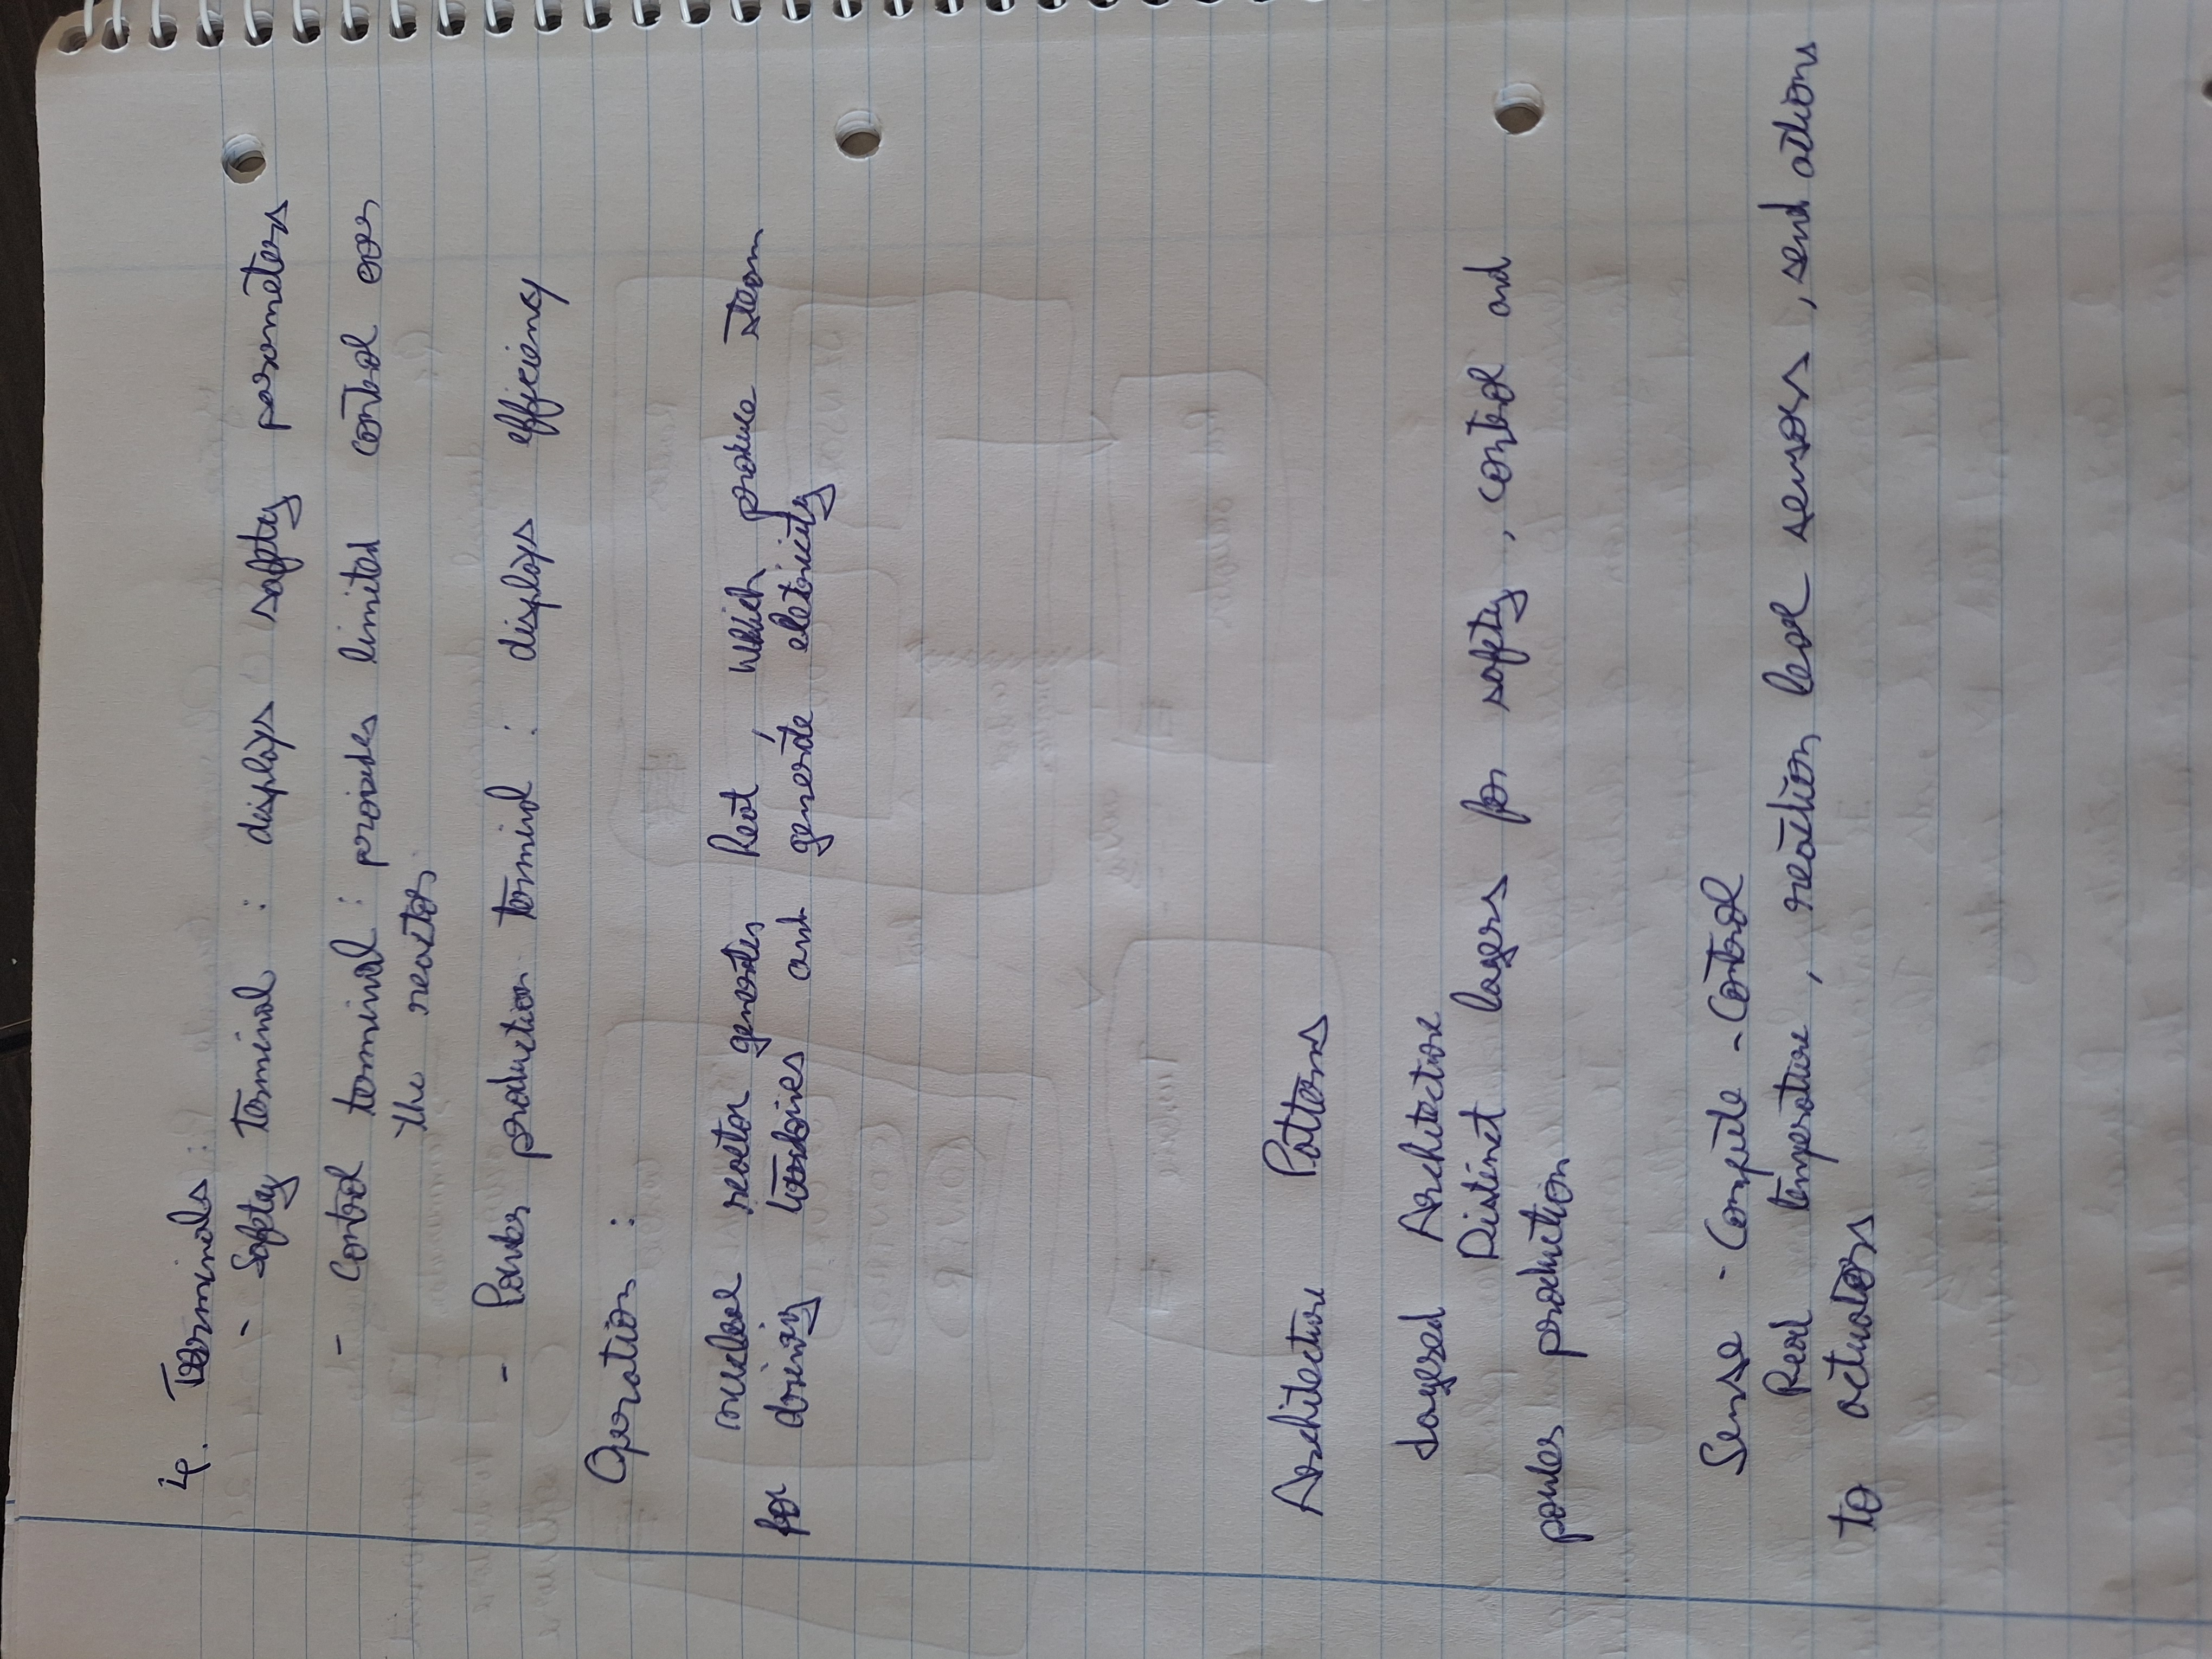 4. Terminals:
- Safety terminal : displays safety parameters
- Control terminal : provides limited control over
the reactor
- Power production terminal : displays efficiency
Operation :
nuclear reactor generates heat, which produce steam
for driving turbines and generate eletricity
Architecture Patterns
Layered Architecture
Distinct layers for safety, control and
power production
Sense - Compute - Control
Read temperature, reaction level sensors, send actions
to actuators